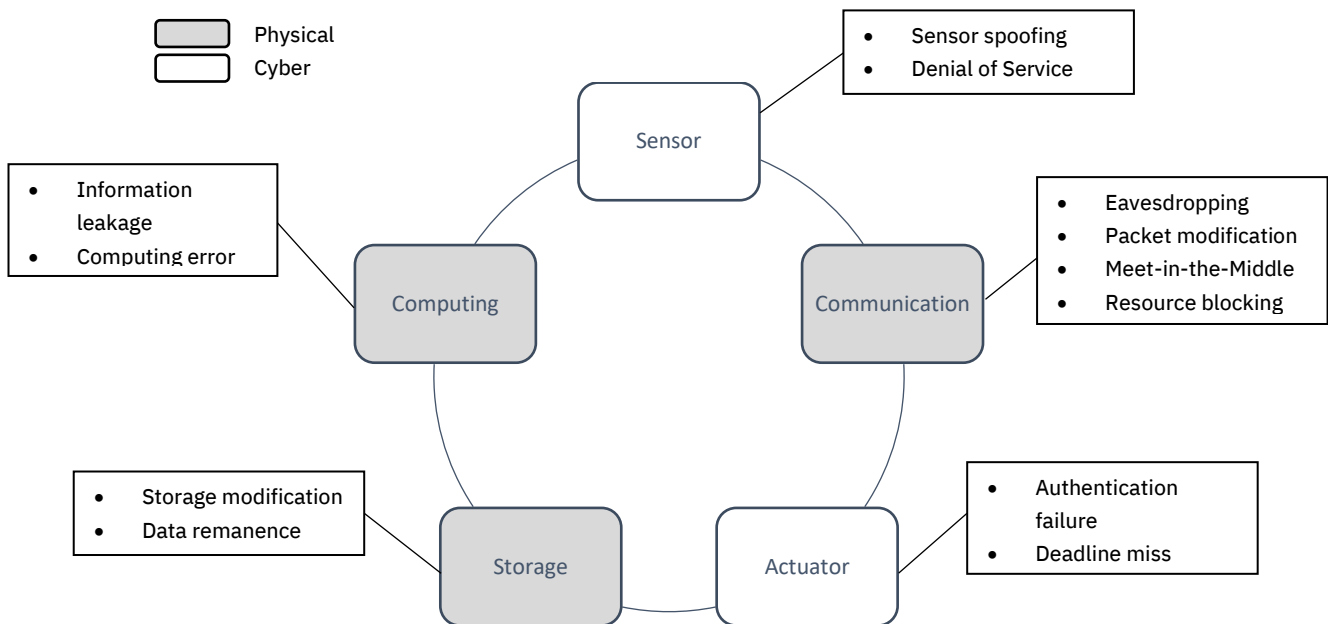 Physical
Cyber
• Sensor spoofing
• Denial of Service
Sensor
• Information
leakage
• Computing error
• Eavesdropping
• Packet modification
• Meet-in-the-Middle
• Resource blocking
Computing
Communication
• Storage modification
• Data remanence
• Authentication
failure
• Deadline miss
Storage
Actuator